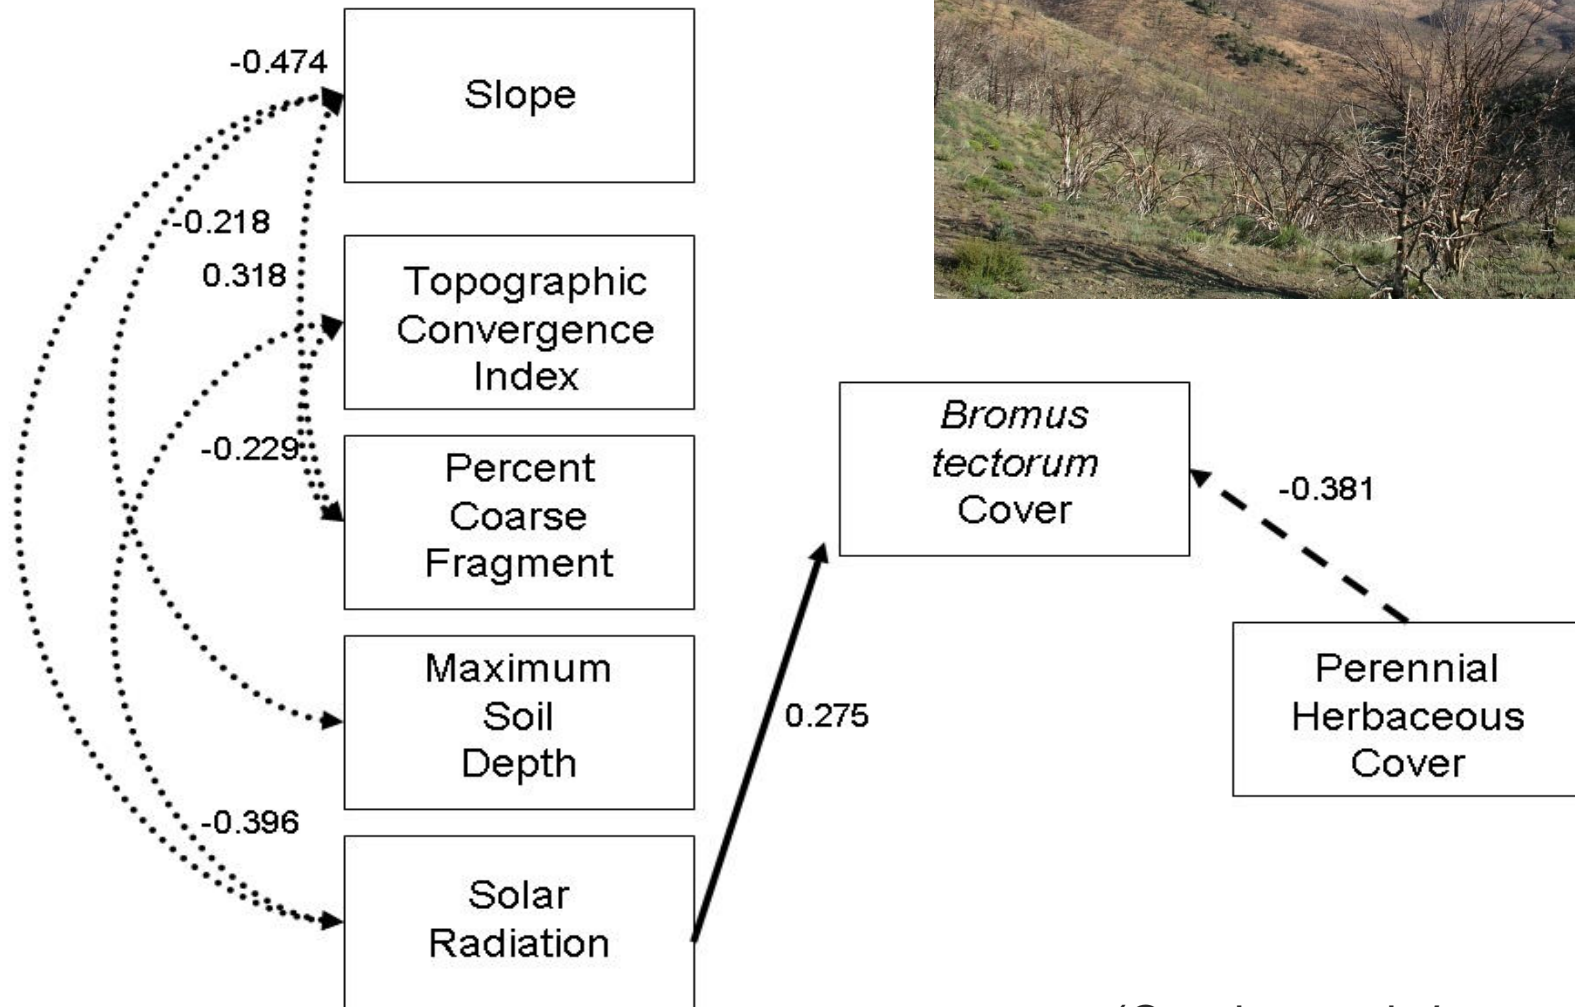 -0.474
Slope
-0.218
0.318
Topographic
Convergence
Index
-0.229
Percent
Coarse
Fragment
Maximum
Soil
Depth
-0.396
Solar
Radiation
0.275
Bromus
tectorum
Cover
-0.381
Perennial
Herbaceous
Cover